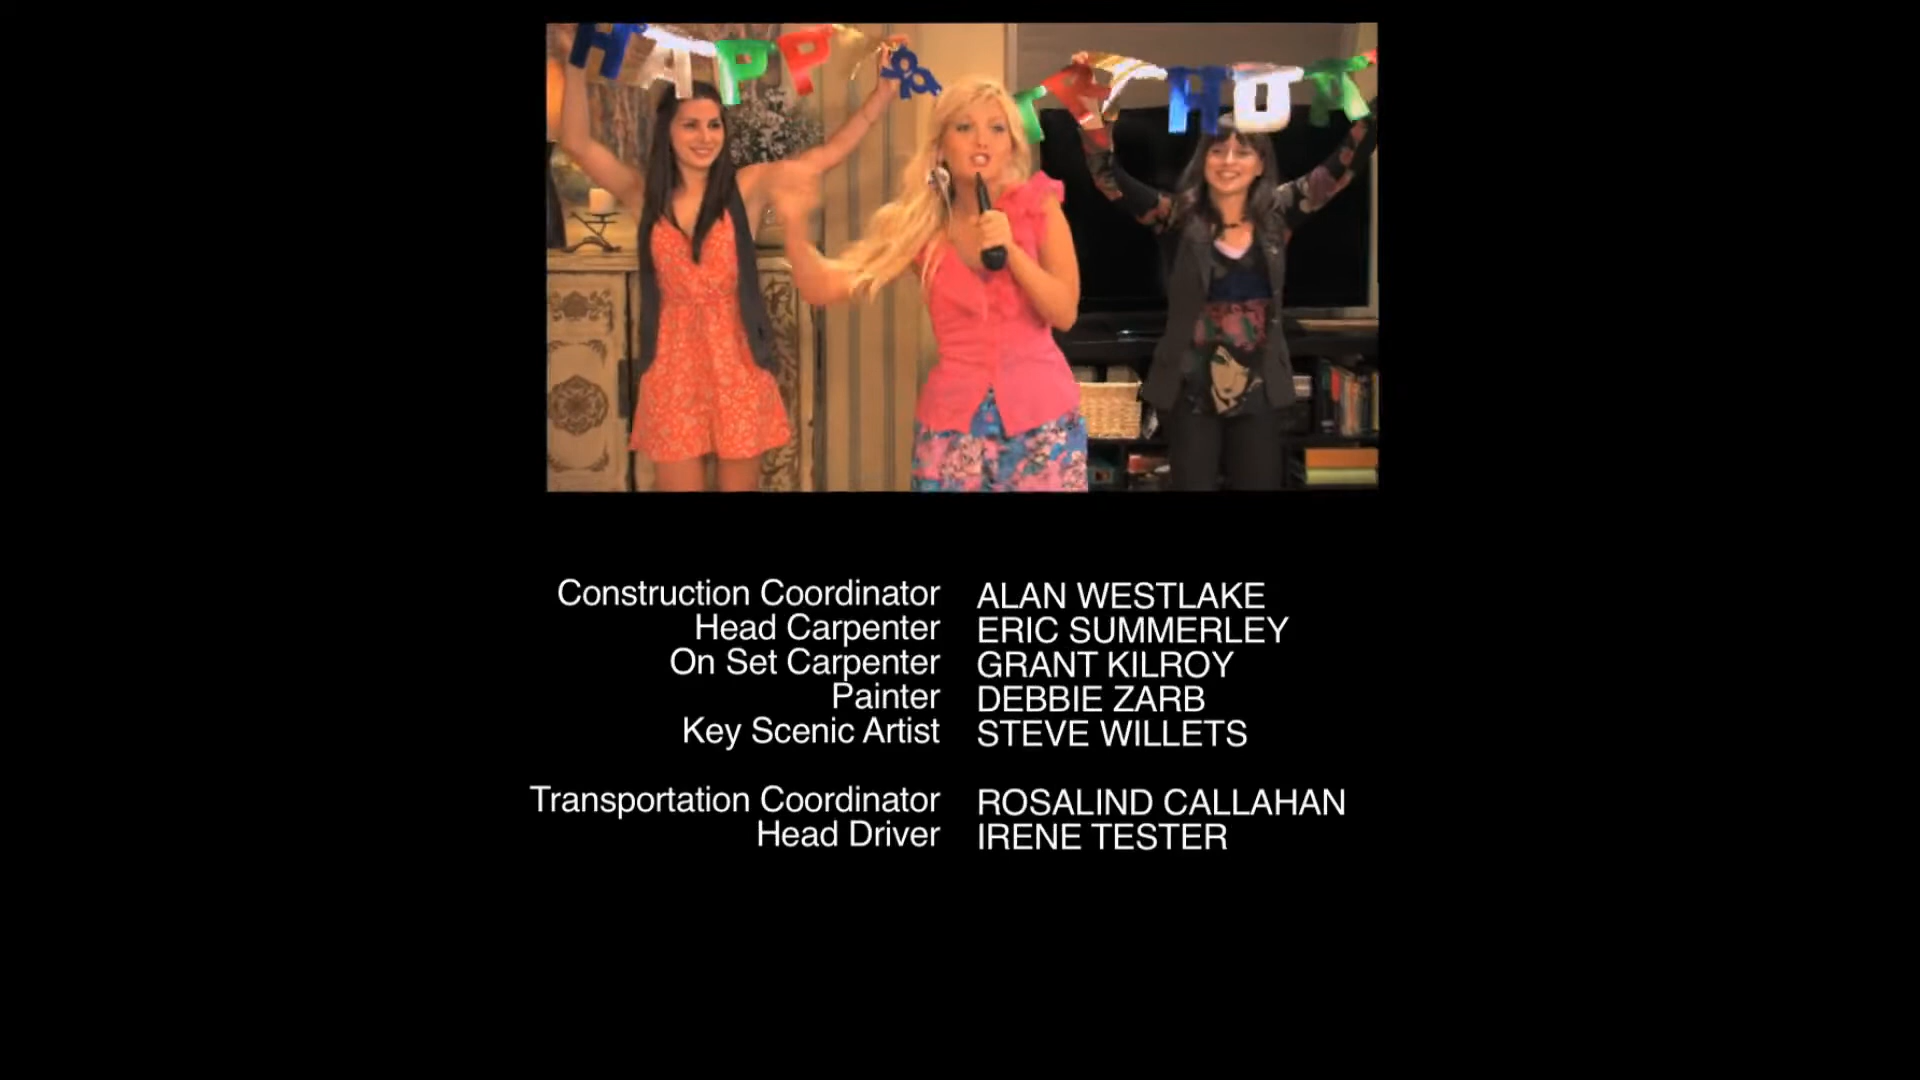 HAPP
Construction Coordinator ALAN WESTLAKE
Head Carpenter ERIC SUMMERLEY
On Set Carpenter GRANT KILROY
Painter DEBBIE ZARB
Key Scenic Artist STEVE WILLETS
Transportation Coordinator ROSALIND CALLAHAN
Head Driver IRENE TESTER